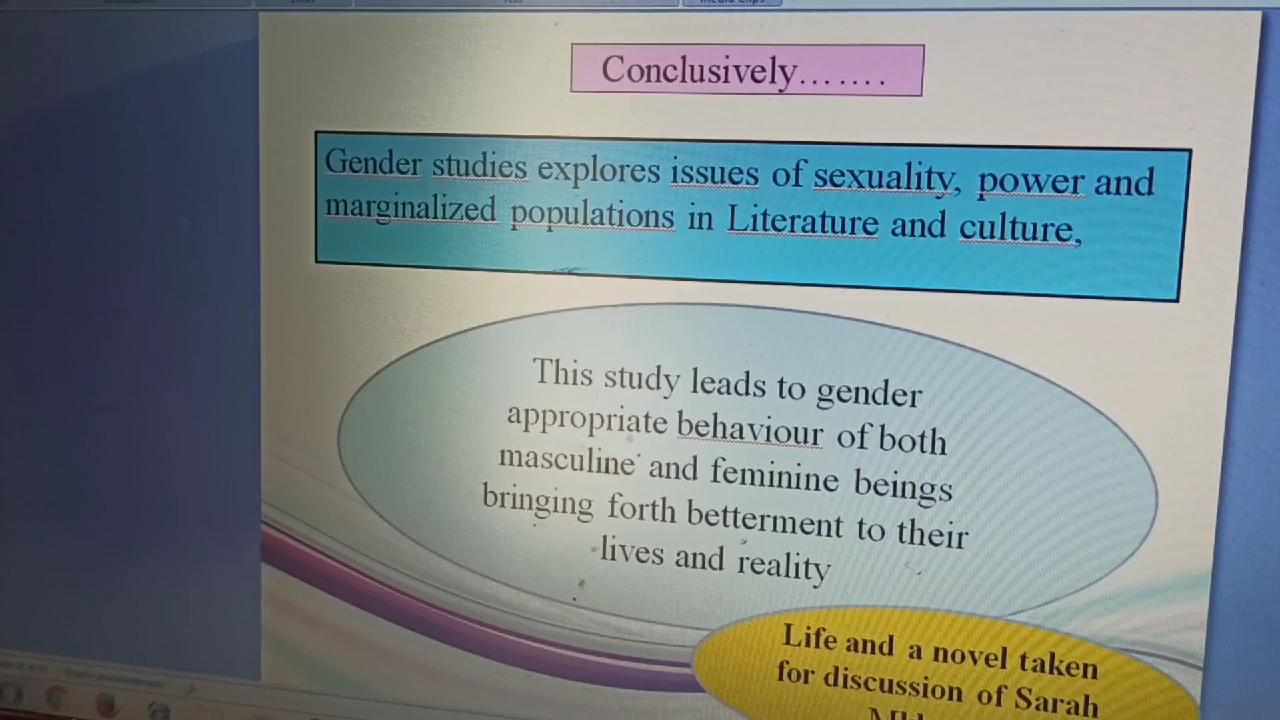 Conclusively.......
Gender studies explores issues of sexuality, power and
marginalized populations in Literature and culture,
This study leads to gender
appropriate behaviour of both
masculine and feminine beings
bringing forth betterment to their
lives and reality
Life and a novel taken
for discussion of Sarah